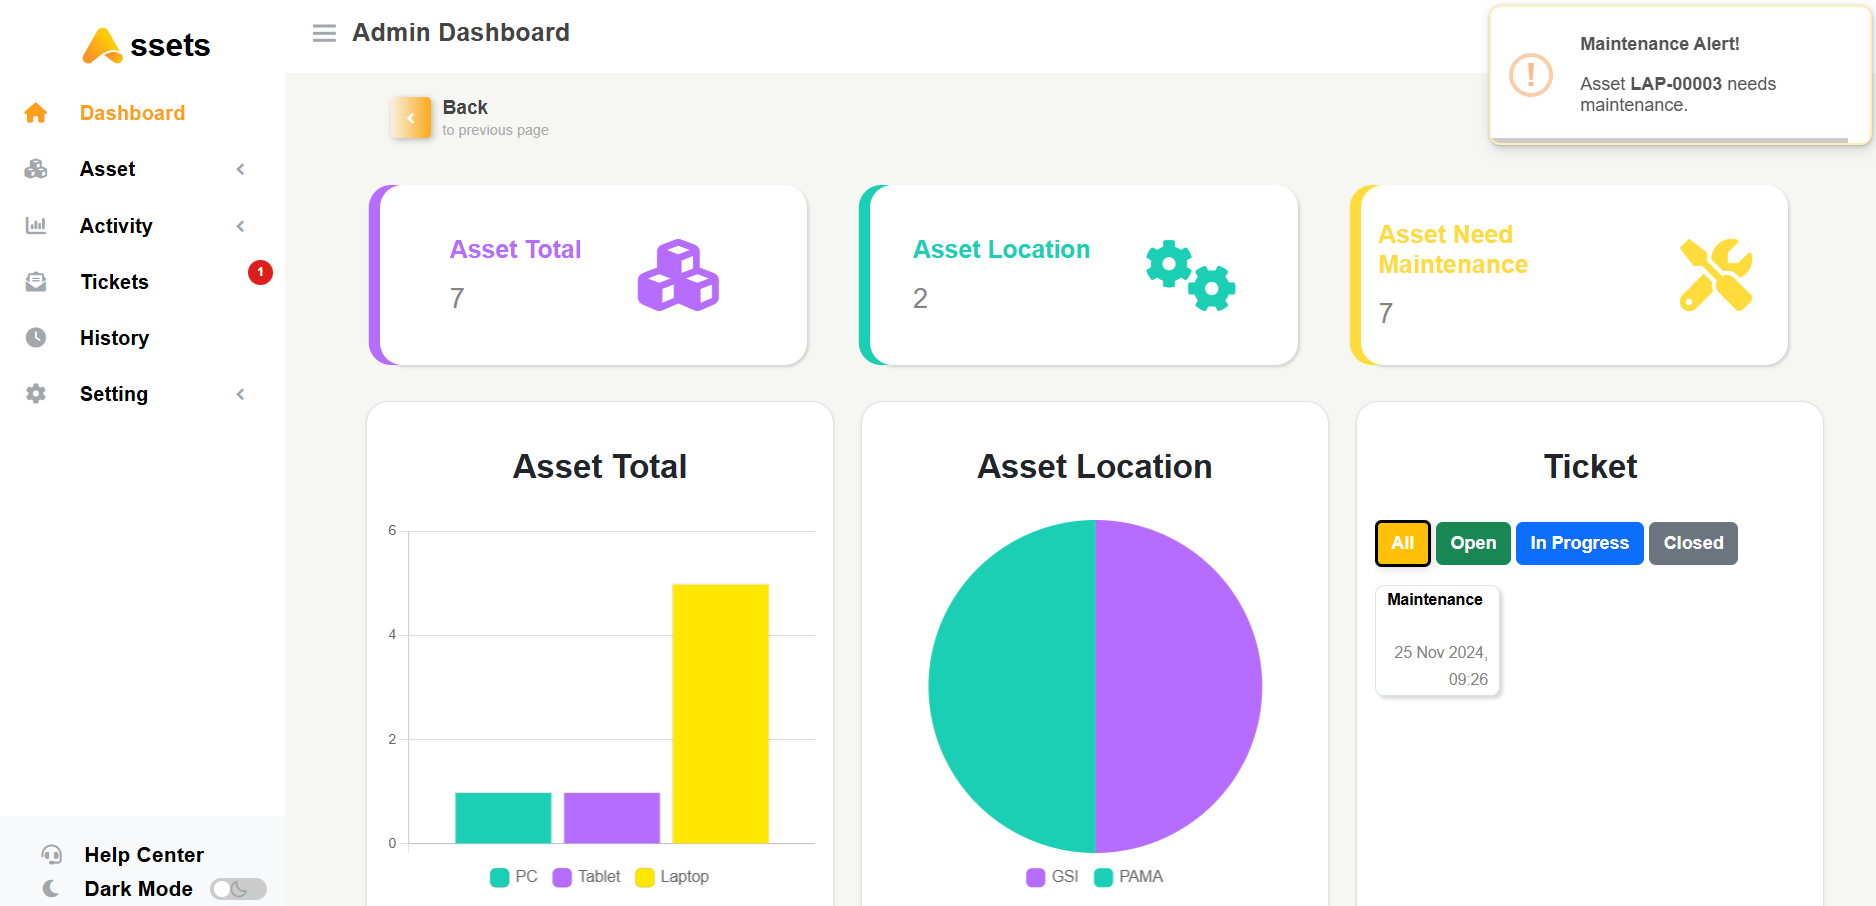 ssets
Dashboard
Asset
Activity
Tickets
1
History
Setting
Help Center
Dark Mode
Admin Dashboard
Maintenance Alert!
Asset LAP-00003 needs
maintenance.
Back
to previous page
Asset Total
7
Asset Location
2
Asset Need
Maintenance
7
Asset Total
6
4
2
0
PC Tablet Laptop
Asset Location
GSI PAMA
Ticket
All Open In Progress Closed
Maintenance
25 Nov 2024,
09:26